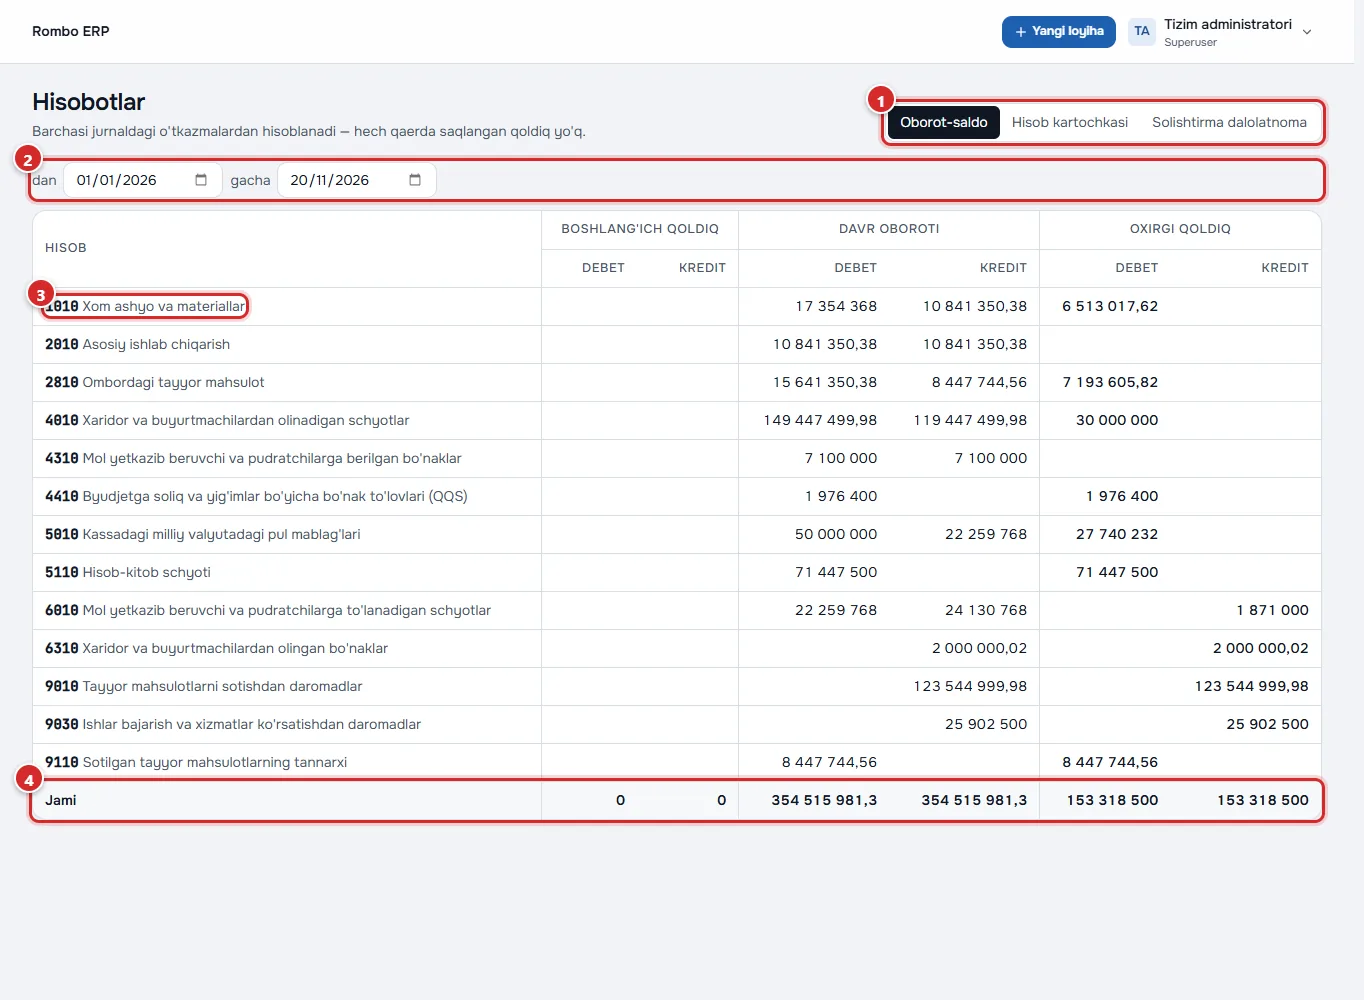 Rombo ERP
+ Yangi loyiha
TA
Tizim administratori
Superuser
Hisobotlar
Barchasi jurnaldagi o'tkazmalardan hisoblanadi — hech qaerda saqlangan qoldiq yo'q.
1
Oborot-saldo Hisob kartochkasi Solishtirma dalolatnoma
2
dan 01/01/2026 gacha 20/11/2026
HISOB BOSHLANG'ICH QOLDIQ DAVR OBOROTI OXIRGI QOLDIQ
DEBET KREDIT DEBET KREDIT DEBET KREDIT
3
1010 Xom ashyo va materiallar 17 354 368 10 841 350,38 6 513 017,62
2010 Asosiy ishlab chiqarish 10 841 350,38 10 841 350,38
2810 Ombordagi tayyor mahsulot 15 641 350,38 8 447 744,56 7 193 605,82
4010 Xaridor va buyurtmachilardan olinadigan schyotlar 149 447 499,98 119 447 499,98 30 000 000
4310 Mol yetkazib beruvchi va pudratchilarga berilgan bo'naklar 7 100 000 7 100 000
4410 Byudjetga soliq va yig'imlar bo'yicha bo'nak to'lovlari (QQS) 1 976 400 1 976 400
5010 Kassadagi milliy valyutadagi pul mablag'lari 50 000 000 22 259 768 27 740 232
5110 Hisob-kitob schyoti 71 447 500 71 447 500
6010 Mol yetkazib beruvchi va pudratchilarga to'lanadigan schyotlar 22 259 768 24 130 768 1 871 000
6310 Xaridor va buyurtmachilardan olingan bo'naklar 2 000 000,02 2 000 000,02
9010 Tayyor mahsulotlarni sotishdan daromadlar 123 544 999,98 123 544 999,98
9030 Ishlar bajarish va xizmatlar ko'rsatishdan daromadlar 25 902 500 25 902 500
9110 Sotilgan tayyor mahsulotlarning tannarxi 8 447 744,56 8 447 744,56
4
Jami 0 0 354 515 981,3 354 515 981,3 153 318 500 153 318 500